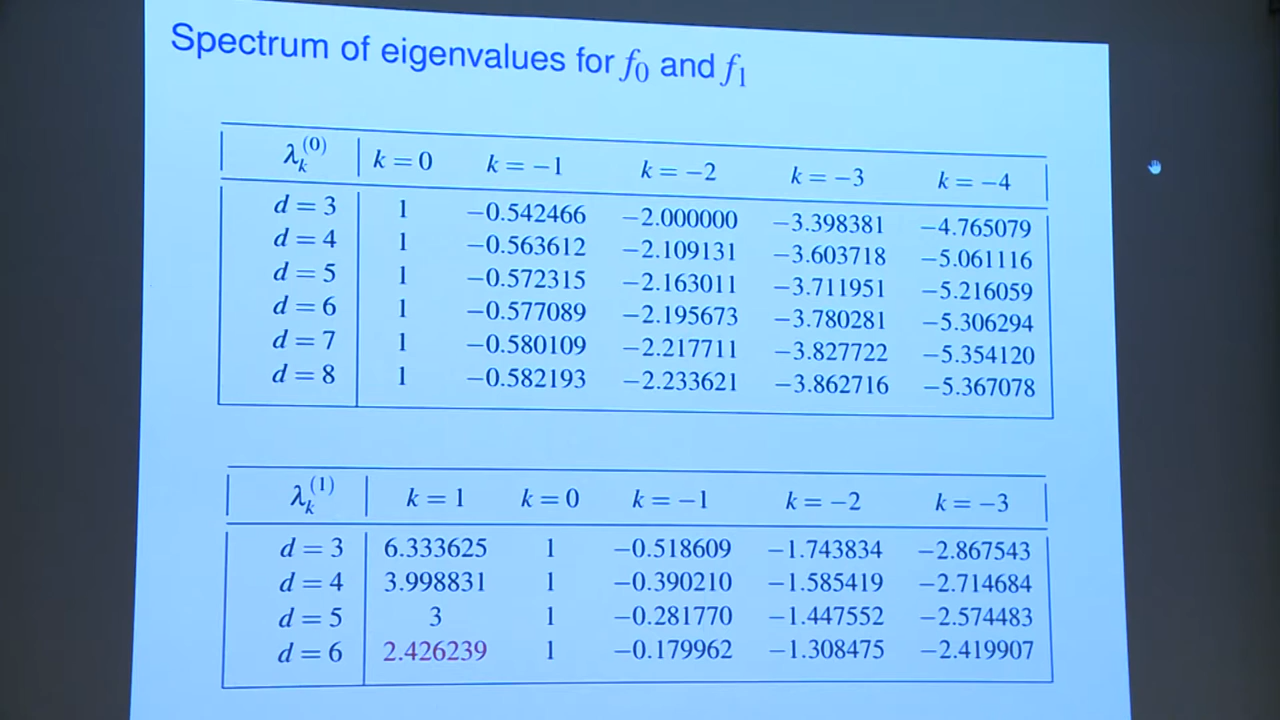 Spectrum of eigenvalues for f₀ and f₁
λₖ⁽⁰⁾ k = 0 k = −1 k = −2 k = −3 k = −4
d = 3 1 −0.542466 −2.000000 −3.398381 −4.765079
d = 4 1 −0.563612 −2.109131 −3.603718 −5.061116
d = 5 1 −0.572315 −2.163011 −3.711951 −5.216059
d = 6 1 −0.577089 −2.195673 −3.780281 −5.306294
d = 7 1 −0.580109 −2.217711 −3.827722 −5.354120
d = 8 1 −0.582193 −2.233621 −3.862716 −5.367078
λₖ⁽¹⁾ k = 1 k = 0 k = −1 k = −2 k = −3
d = 3 6.333625 1 −0.518609 −1.743834 −2.867543
d = 4 3.998831 1 −0.390210 −1.585419 −2.714684
d = 5 3 1 −0.281770 −1.447552 −2.574483
d = 6 2.426239 1 −0.179962 −1.308475 −2.419907